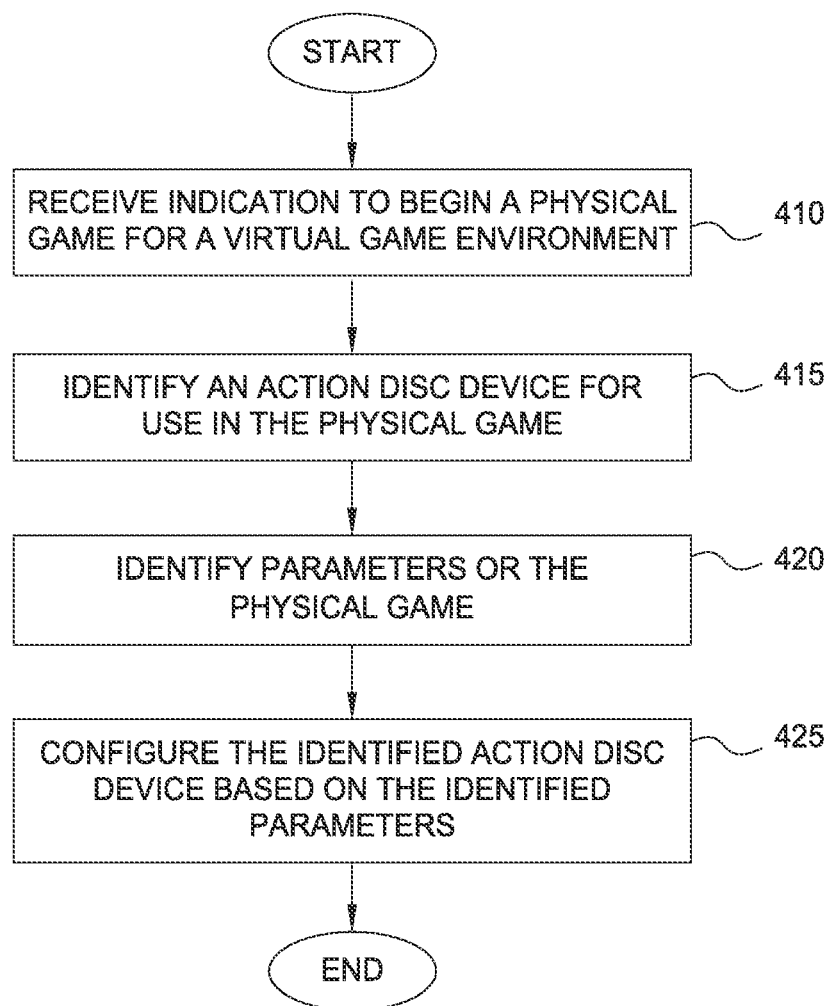 START
RECEIVE INDICATION TO BEGIN A PHYSICAL
GAME FOR A VIRTUAL GAME ENVIRONMENT
410
IDENTIFY AN ACTION DISC DEVICE FOR
USE IN THE PHYSICAL GAME
415
IDENTIFY PARAMETERS OR THE
PHYSICAL GAME
420
CONFIGURE THE IDENTIFIED ACTION DISC
DEVICE BASED ON THE IDENTIFIED
PARAMETERS
425
END